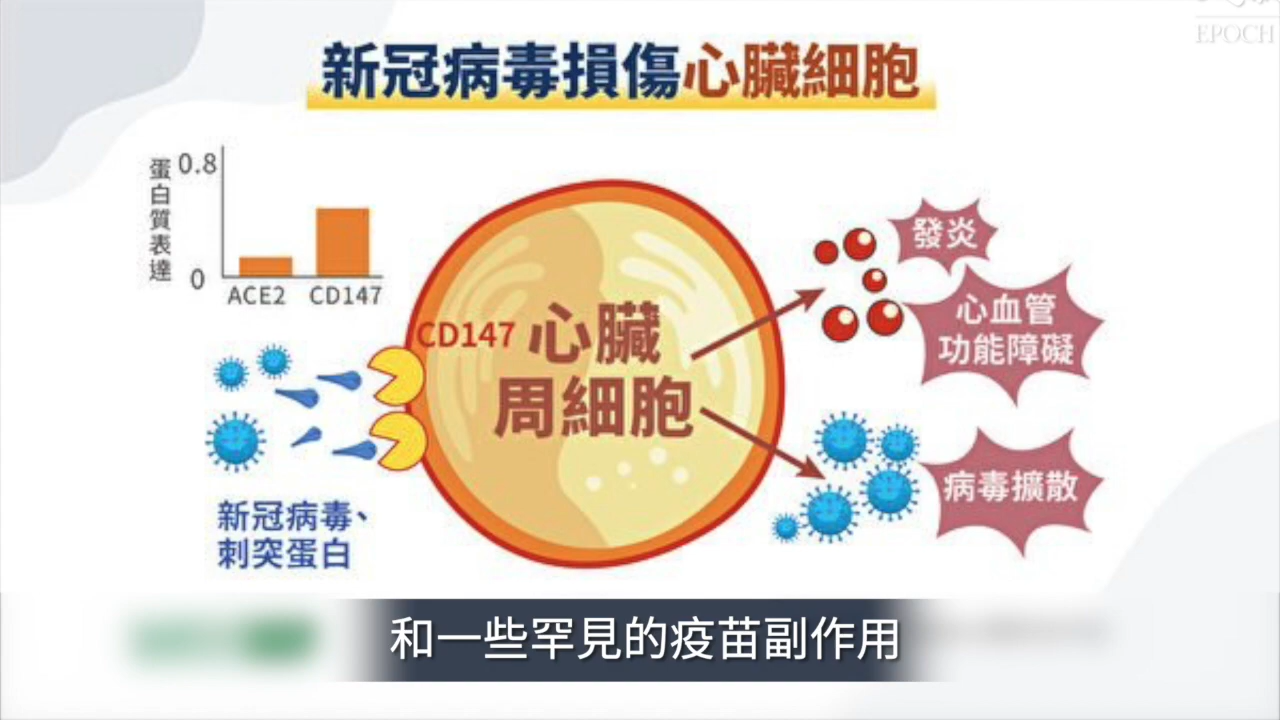 EPOCH
新冠病毒損傷心臟細胞
蛋白質表達
0.8
0
ACE2
CD147
CD147
心臟
周細胞
發炎
心血管
功能障礙
病毒擴散
新冠病毒、
刺突蛋白
和一些罕見的疫苗副作用